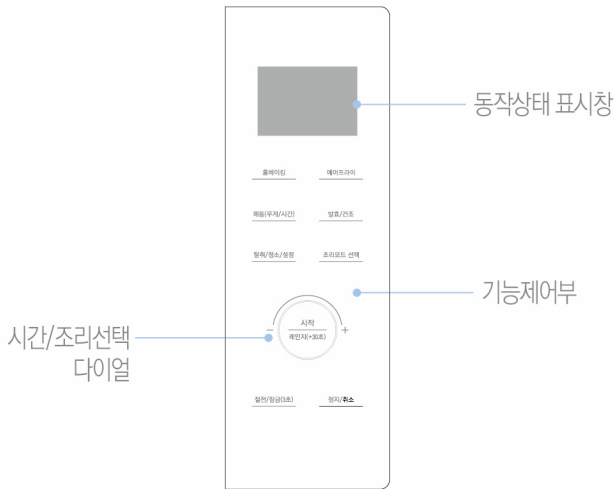 동작상태 표시창
홈베이킹 에어프라이
해동(무게/시간) 발효/건조
탈취/청소/설정 조리모드 선택
기능제어부
시작
- 레인지(+30초) +
시간/조리선택
다이얼
절전/잠금(3초) 정지/취소